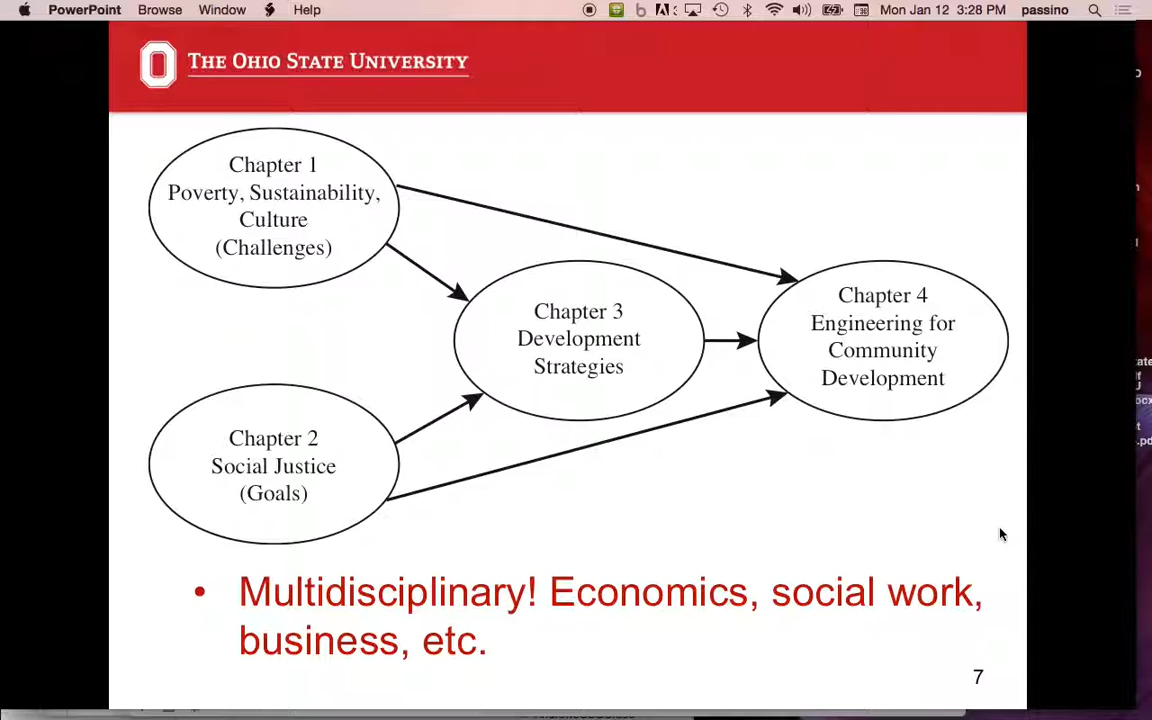 PowerPoint Browse Window Help Mon Jan 12 3:28 PM passino
THE OHIO STATE UNIVERSITY
Chapter 1
Poverty, Sustainability,
Culture
(Challenges)
Chapter 3
Development
Strategies
Chapter 4
Engineering for
Community
Development
Chapter 2
Social Justice
(Goals)
• Multidisciplinary! Economics, social work,
business, etc.
7